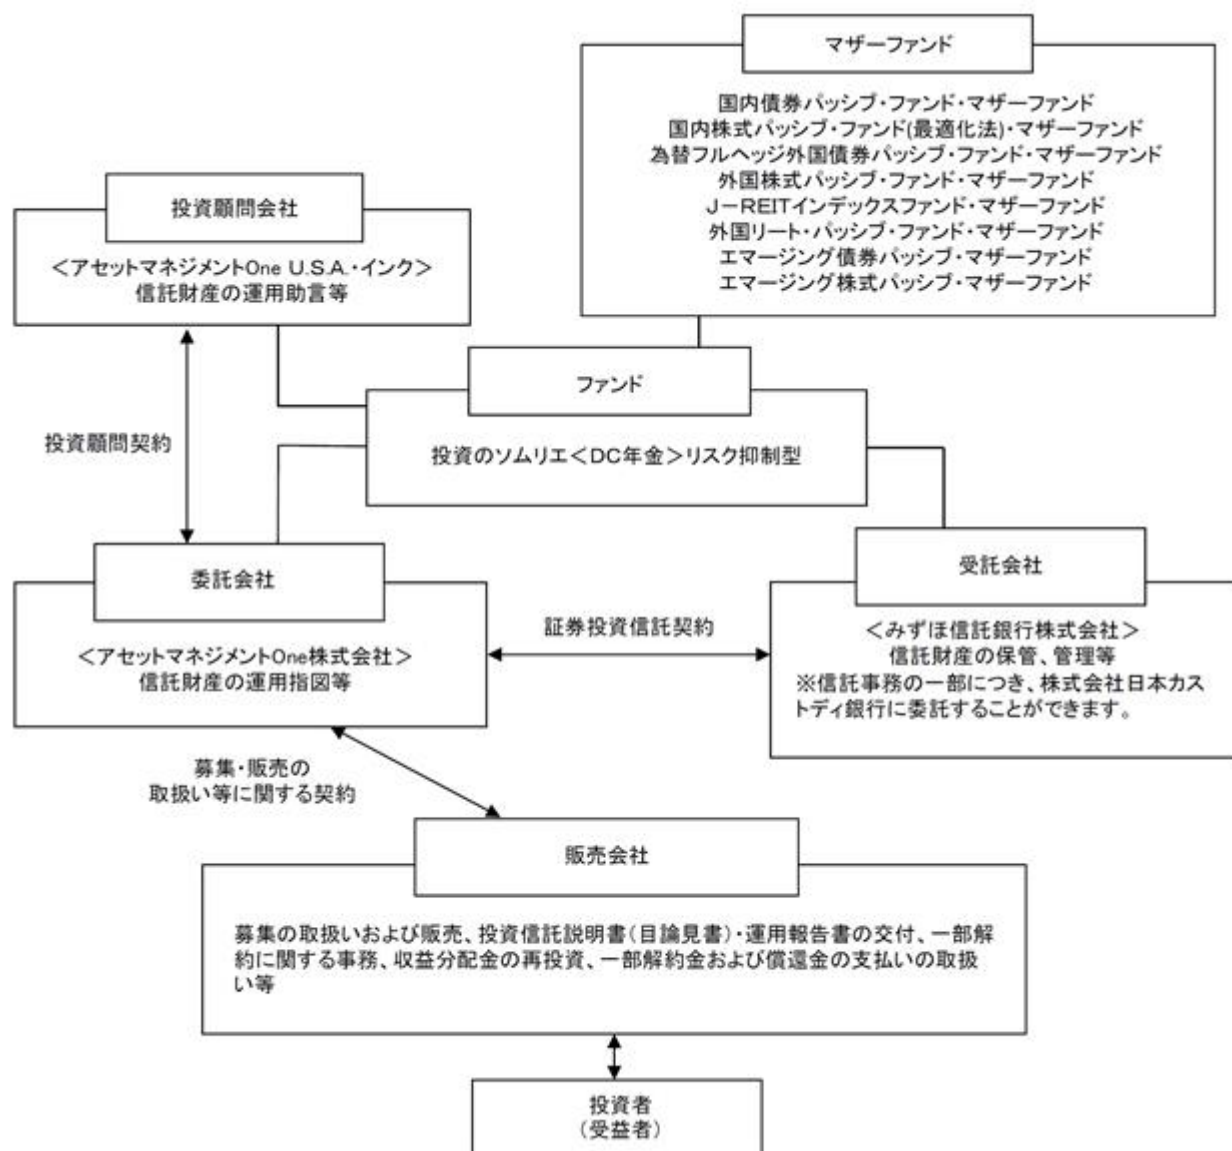 マザーファンド
国内債券パッシブ・ファンド・マザーファンド
国内株式パッシブ・ファンド(最適化法)・マザーファンド
為替フルヘッジ外国債券パッシブ・ファンド・マザーファンド
外国株式パッシブ・ファンド・マザーファンド
J－REITインデックスファンド・マザーファンド
外国リート・パッシブ・ファンド・マザーファンド
エマージング債券パッシブ・マザーファンド
エマージング株式パッシブ・マザーファンド
投資顧問会社
＜アセットマネジメントOne U.S.A.・インク＞
信託財産の運用助言等
ファンド
投資のソムリエ＜DC年金＞リスク抑制型
投資顧問契約
委託会社
＜アセットマネジメントOne株式会社＞
信託財産の運用指図等
証券投資信託契約
受託会社
＜みずほ信託銀行株式会社＞
信託財産の保管、管理等
※信託事務の一部につき、株式会社日本カス
トディ銀行に委託することができます。
募集・販売の
取扱い等に関する契約
販売会社
募集の取扱いおよび販売、投資信託説明書（目論見書）・運用報告書の交付、一部解
約に関する事務、収益分配金の再投資、一部解約金および償還金の支払いの取扱
い等
投資者
（受益者）